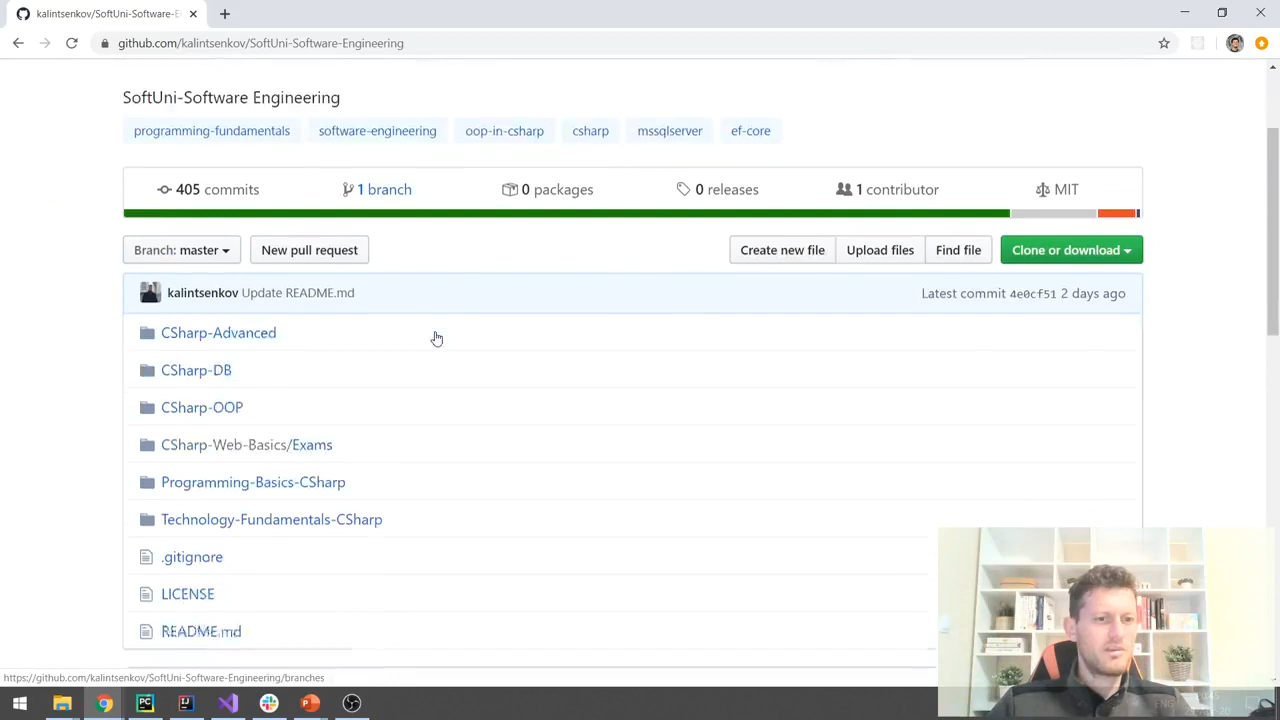 kalintsenkov/SoftUni-Software-E
github.com/kalintsenkov/SoftUni-Software-Engineering
SoftUni-Software Engineering
programming-fundamentals software-engineering oop-in-csharp csharp mssqlserver ef-core
405 commits 1 branch 0 packages 0 releases 1 contributor MIT
Branch: master New pull request Create new file Upload files Find file Clone or download
kalintsenkov Update README.md Latest commit 4e0cf51 2 days ago
CSharp-Advanced
CSharp-DB
CSharp-OOP
CSharp-Web-Basics/Exams
Programming-Basics-CSharp
Technology-Fundamentals-CSharp
.gitignore
LICENSE
README.md
https://github.com/kalintsenkov/SoftUni-Software-Engineering/branches